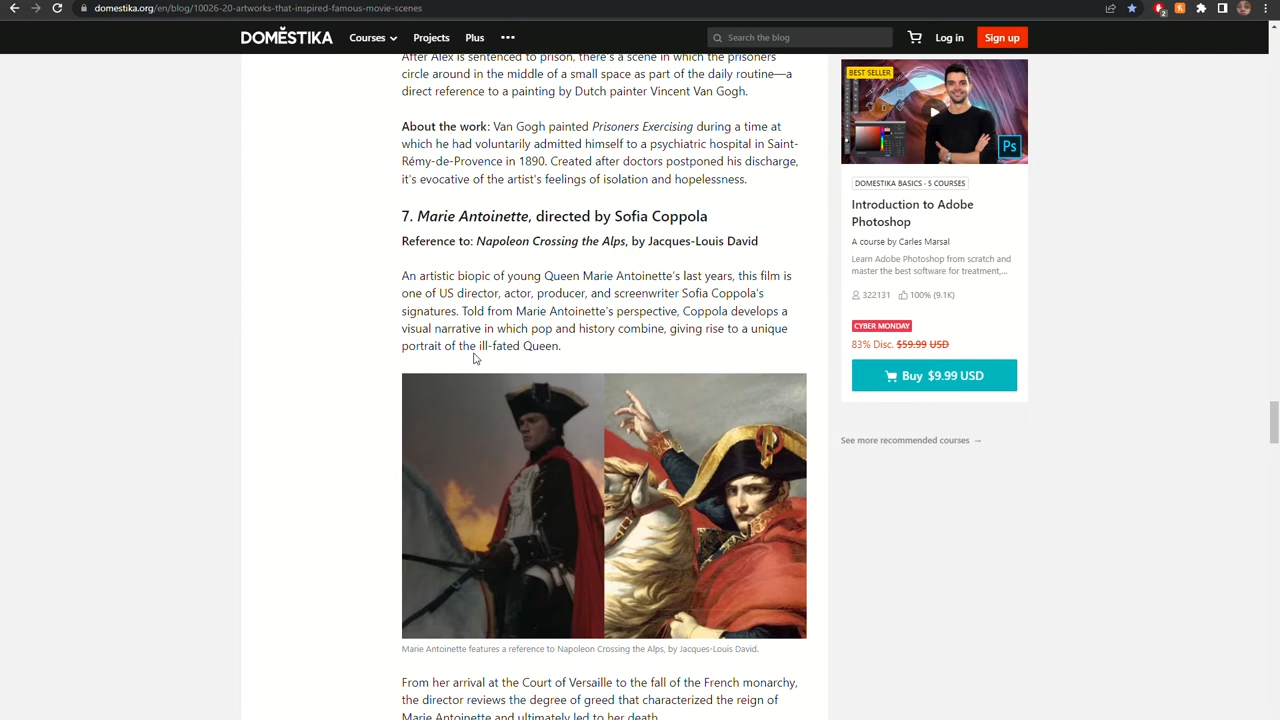 domestika.org/en/blog/10026-20-artworks-that-inspired-famous-movie-scenes
2
DOMĚSTIKA
Courses
Projects
Plus
•••
Search the blog
Log in
Sign up
After Alex is sentenced to prison, there's a scene in which the prisoners
circle around in the middle of a small space as part of the daily routine—a
direct reference to a painting by Dutch painter Vincent Van Gogh.
About the work: Van Gogh painted Prisoners Exercising during a time at
which he had voluntarily admitted himself to a psychiatric hospital in Saint-
Rémy-de-Provence in 1890. Created after doctors postponed his discharge,
it's evocative of the artist's feelings of isolation and hopelessness.
7. Marie Antoinette, directed by Sofia Coppola
Reference to: Napoleon Crossing the Alps, by Jacques-Louis David
An artistic biopic of young Queen Marie Antoinette's last years, this film is
one of US director, actor, producer, and screenwriter Sofia Coppola's
signatures. Told from Marie Antoinette's perspective, Coppola develops a
visual narrative in which pop and history combine, giving rise to a unique
portrait of the ill-fated Queen.
Marie Antoinette features a reference to Napoleon Crossing the Alps, by Jacques-Louis David.
From her arrival at the Court of Versaille to the fall of the French monarchy,
the director reviews the degree of greed that characterized the reign of
Marie Antoinette and ultimately led to her death.
BEST SELLER
Ps
DOMESTIKA BASICS · 5 COURSES
Introduction to Adobe
Photoshop
A course by Carles Marsal
Learn Adobe Photoshop from scratch and
master the best software for treatment,...
322131
100% (9.1K)
CYBER MONDAY
83% Disc. $59.99 USD
Buy $9.99 USD
See more recommended courses →